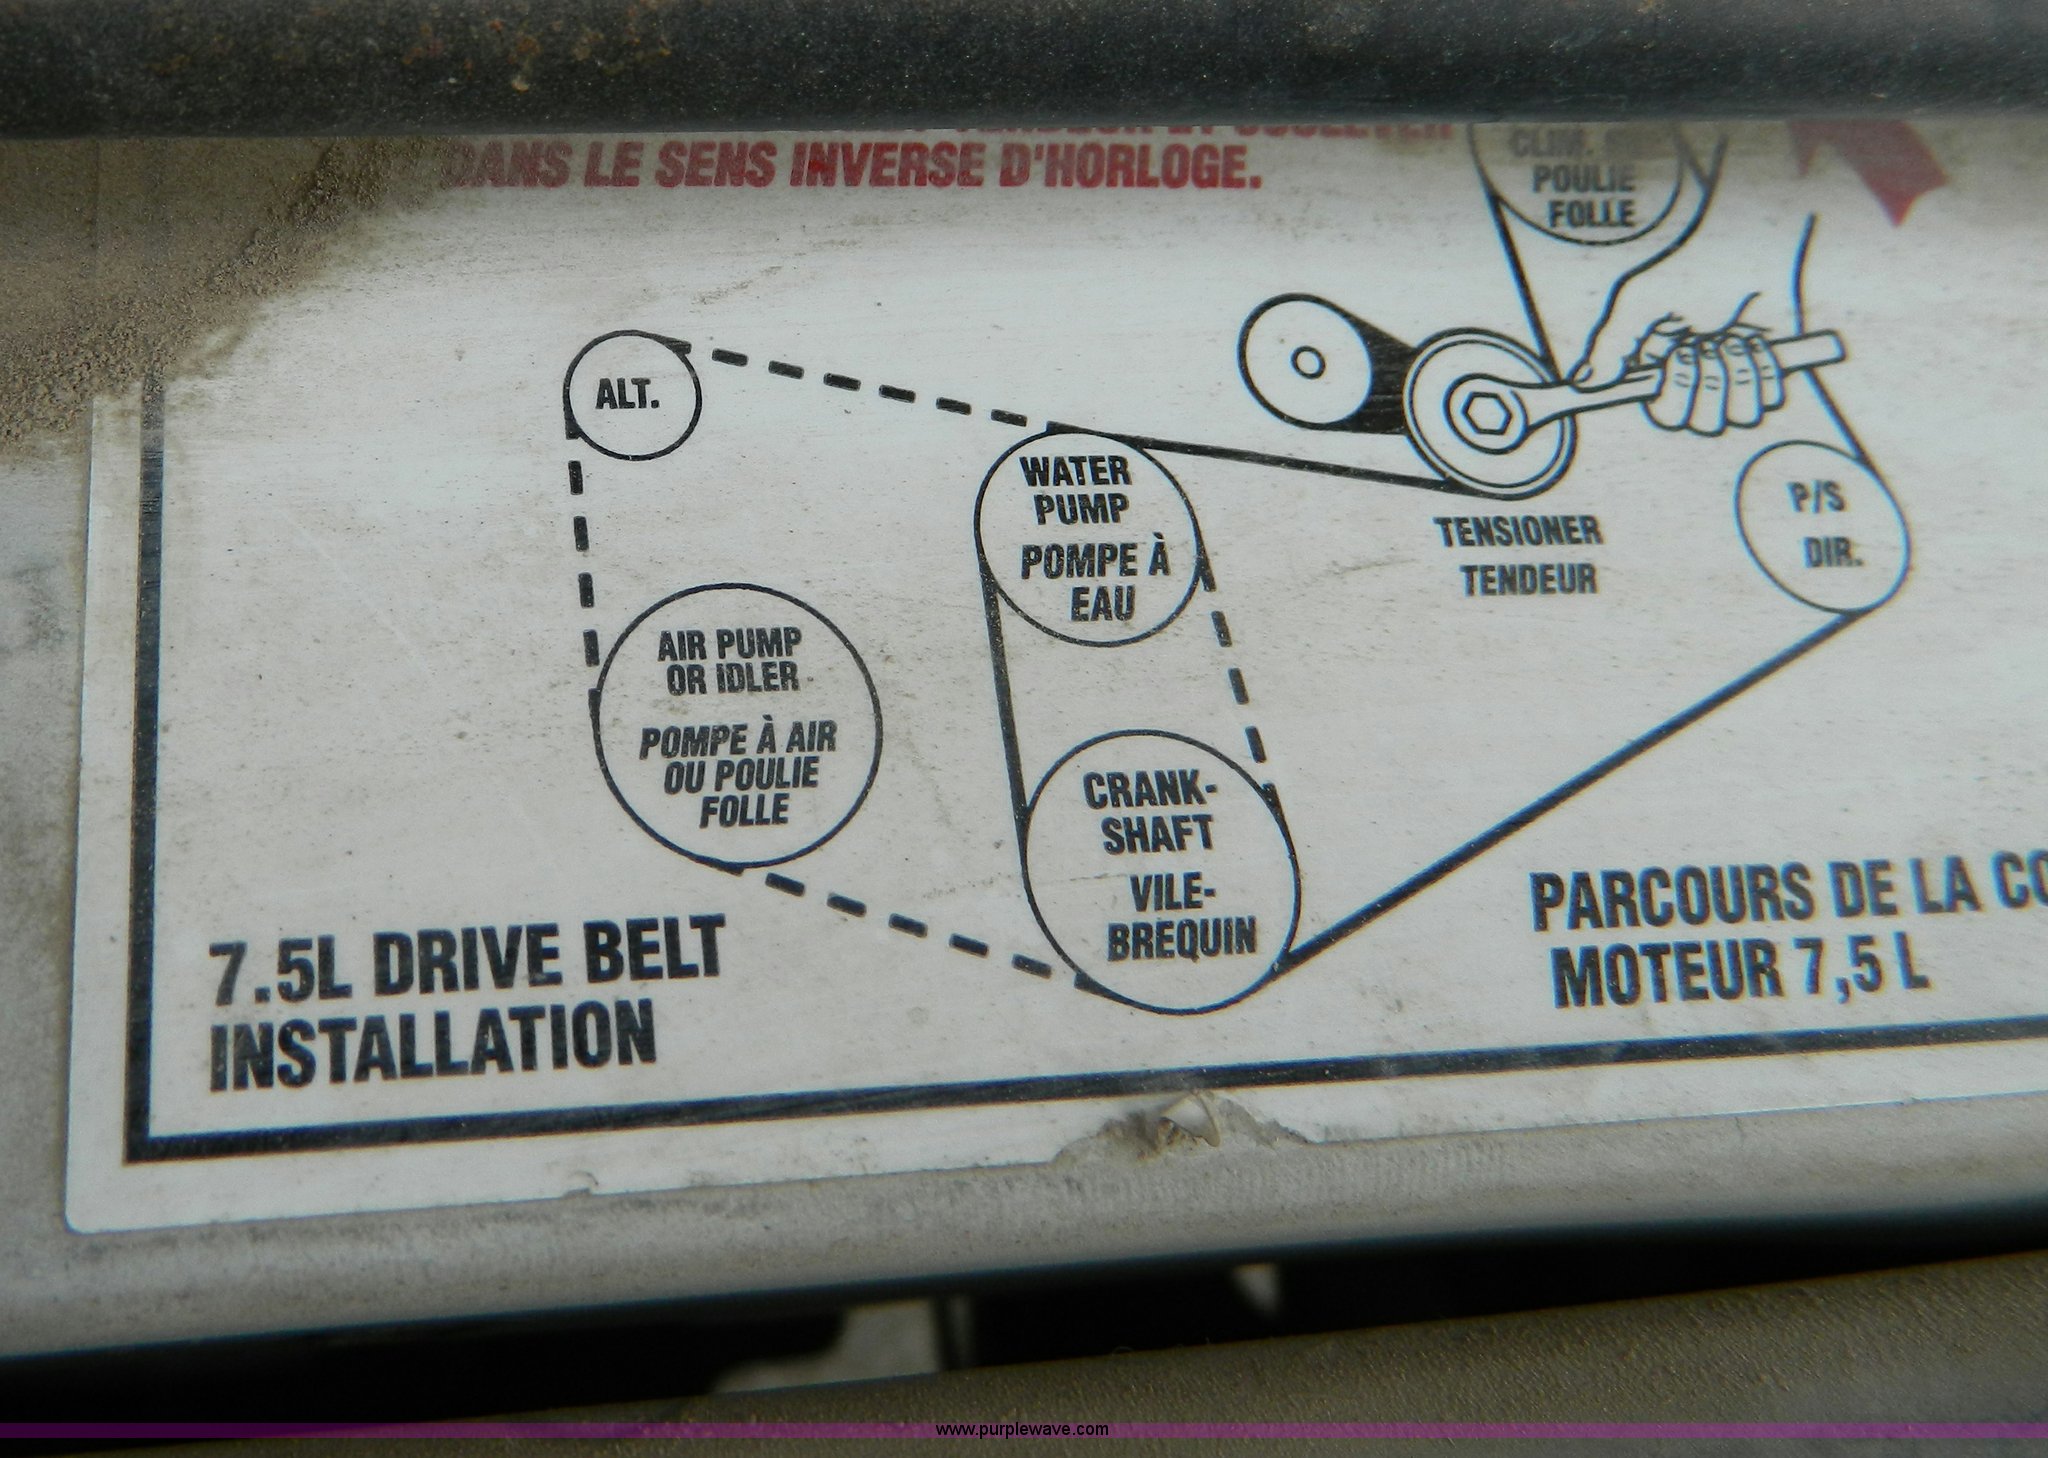 DANS LE SENS INVERSE D'HORLOGE.
CLIM.
POULIE
FOLLE
ALT.
WATER
PUMP
POMPE À
EAU
TENSIONER
TENDEUR
P/S
DIR.
AIR PUMP
OR IDLER
POMPE À AIR
OU POULIE
FOLLE
CRANK-
SHAFT
VILE-
BREQUIN
7.5L DRIVE BELT
INSTALLATION
PARCOURS DE LA
MOTEUR 7,5 L
www.purplewave.com